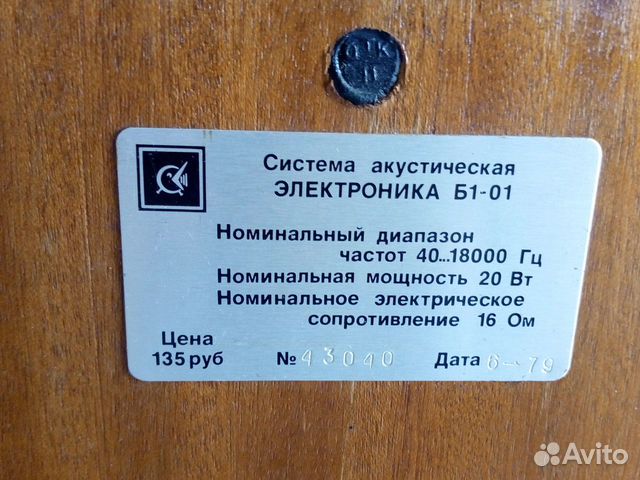 ОТК
11
Система акустическая
ЭЛЕКТРОНИКА Б1-01
Номинальный диапазон
частот 40...18000 Гц
Номинальная мощность 20 Вт
Номинальное электрическое
сопротивление 16 Ом
Цена
135 руб
№ 43040
Дата 6-79
Avito